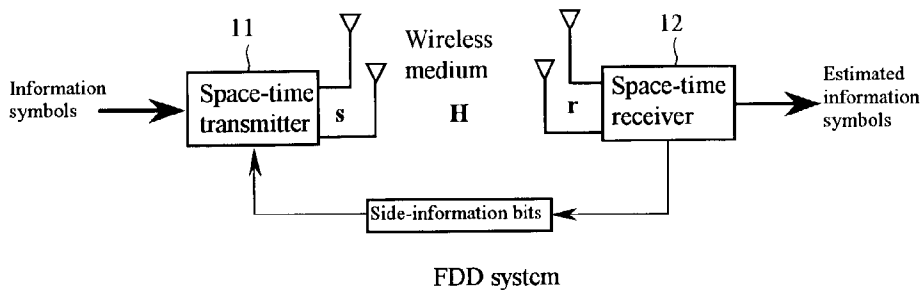 11
12
Wireless
medium
H
Information
symbols
Space-time
transmitter
s
r
Space-time
receiver
Estimated
information
symbols
Side-information bits
FDD system